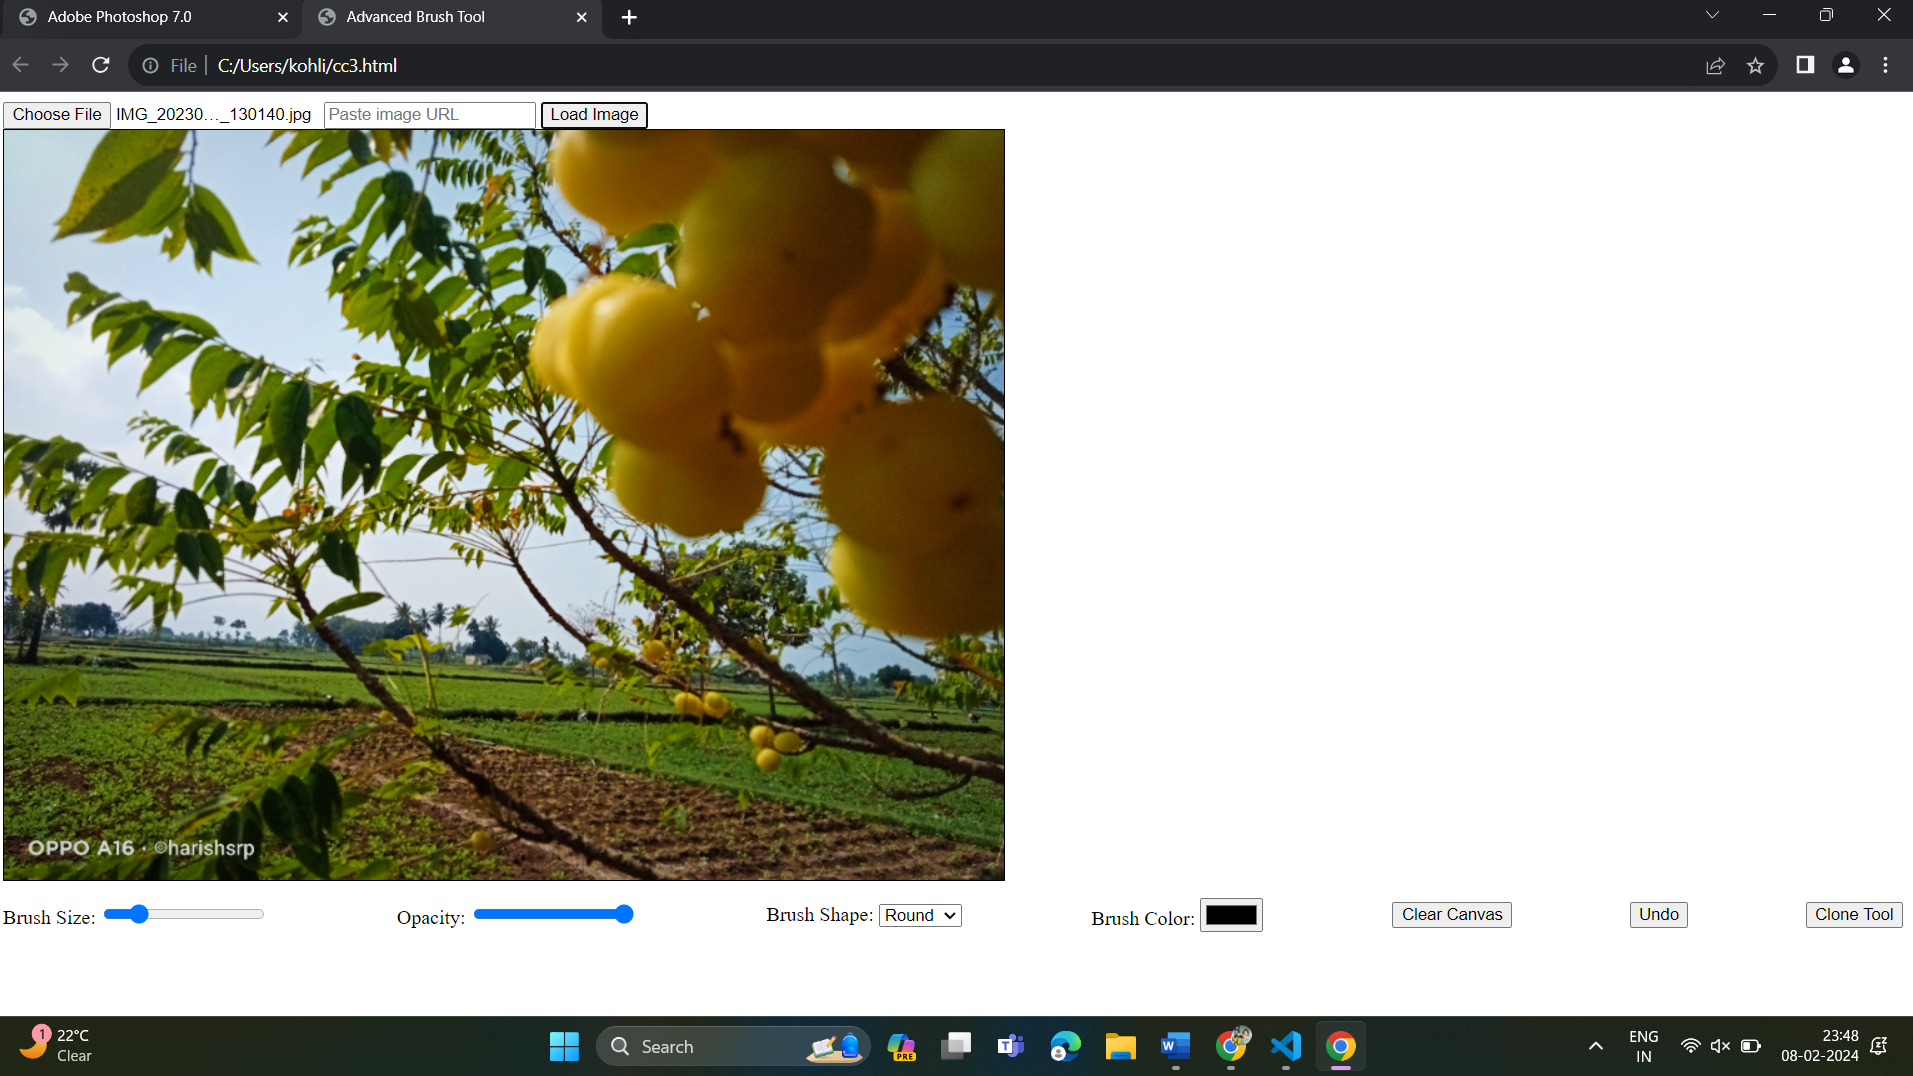 Adobe Photoshop 7.0
Advanced Brush Tool
File C:/Users/kohli/cc3.html
Choose File IMG_20230…_130140.jpg Paste image URL Load Image
OPPO A16 · ©harishsrp
Brush Size: Opacity: Brush Shape: Round Brush Color: Clear Canvas Undo Clone Tool
1
22°C
Clear
Search
PRE
ENG
IN
23:48
08-02-2024